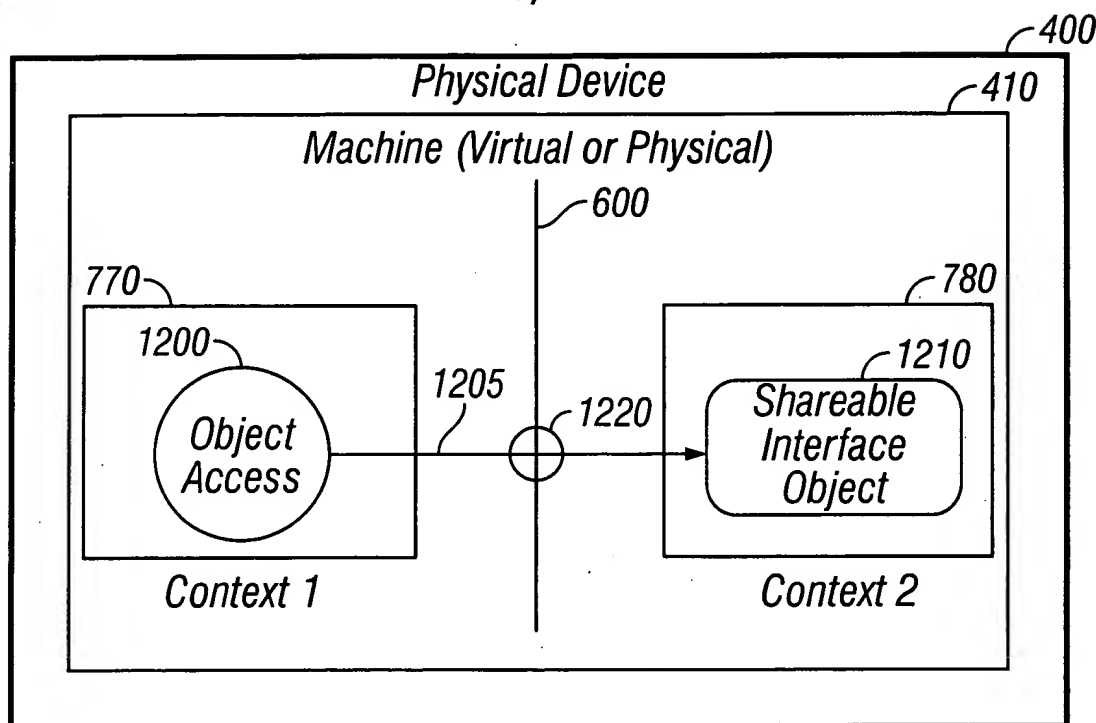 400
Physical Device
410
Machine (Virtual or Physical)
600
770
780
1200
1205
1220
1210
Object
Access
Shareable
Interface
Object
Context 1
Context 2